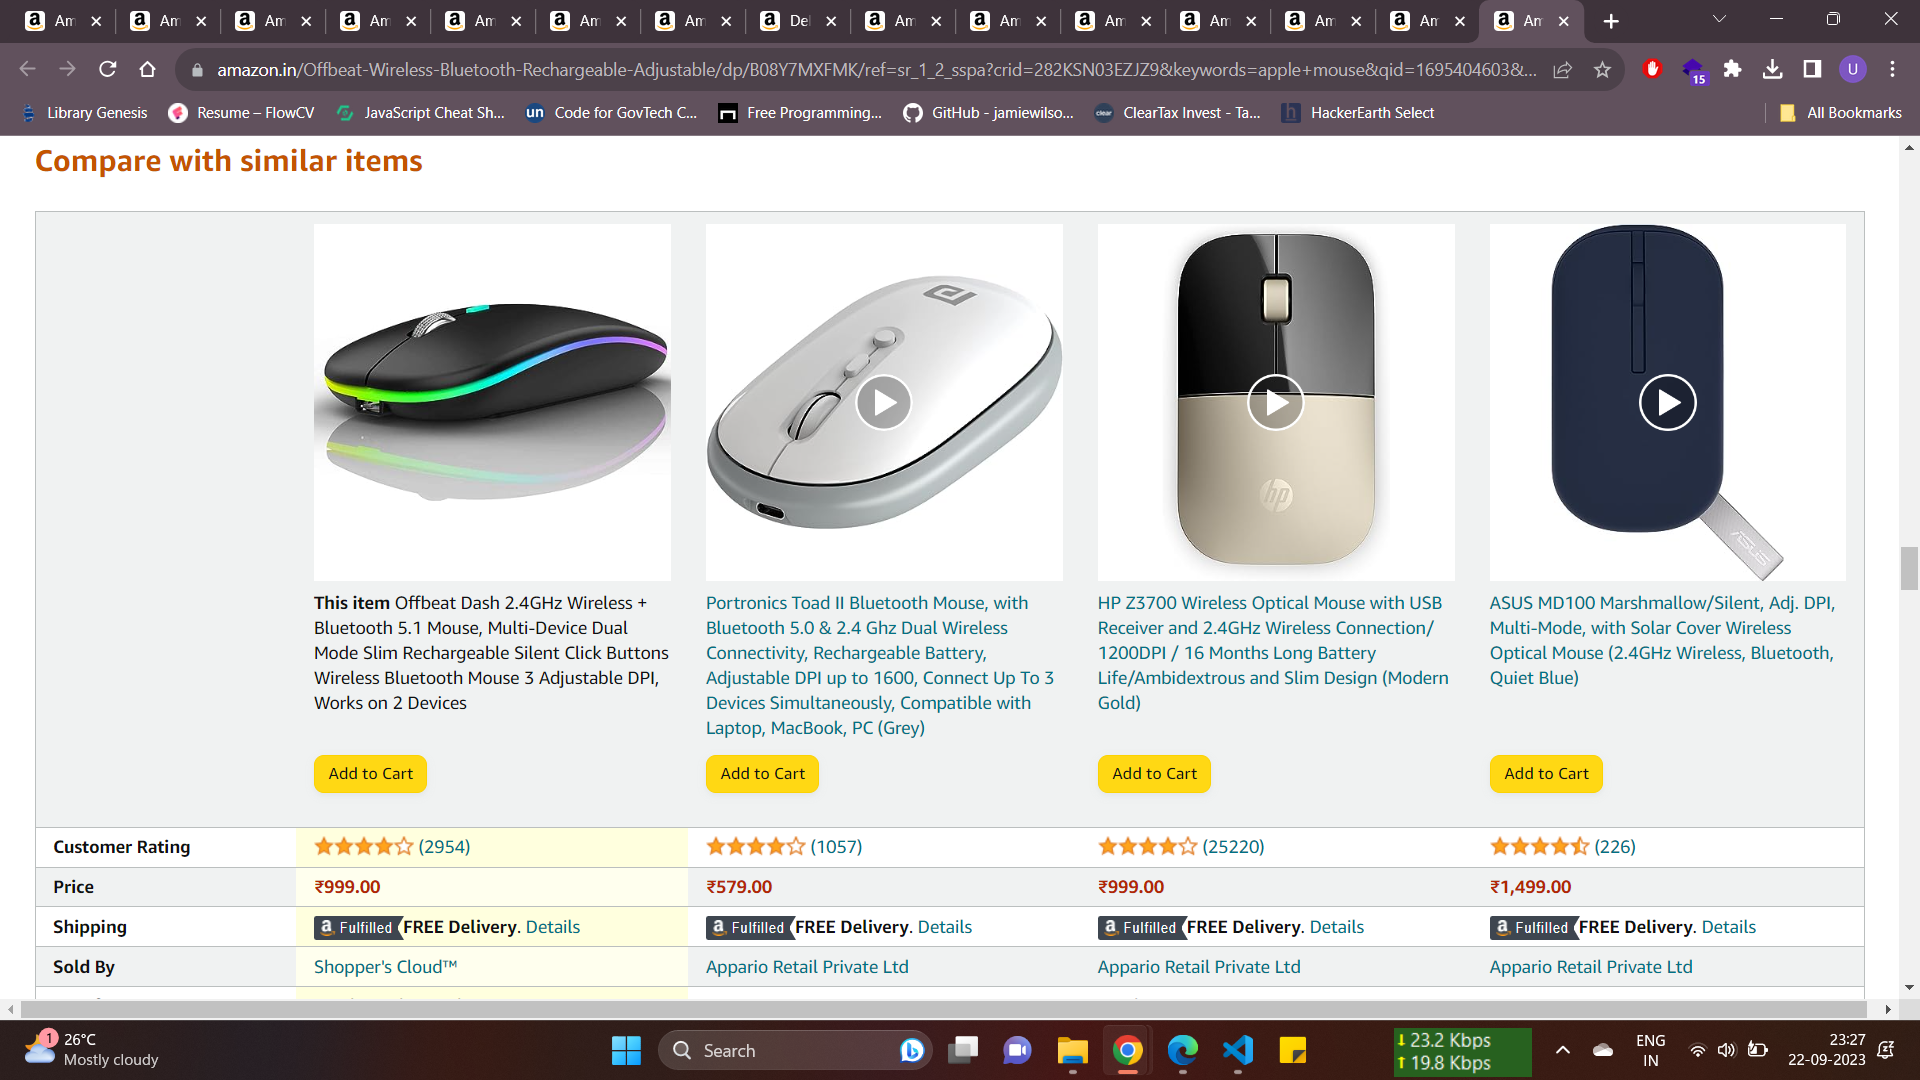 Am
Am
Am
Am
Am
Am
Am
Del
Am
Am
Am
Am
Am
Am
Am
amazon.in/Offbeat-Wireless-Bluetooth-Rechargeable-Adjustable/dp/B08Y7MXFMK/ref=sr_1_2_sspa?crid=282KSN03EZJZ9&keywords=apple+mouse&qid=1695404603&...
15
U
Library Genesis
Resume – FlowCV
JavaScript Cheat Sh...
un Code for GovTech C...
Free Programming...
GitHub - jamiewilso...
clear ClearTax Invest - Ta...
h HackerEarth Select
All Bookmarks
Compare with similar items
hp
ASUS
This item Offbeat Dash 2.4GHz Wireless +
Bluetooth 5.1 Mouse, Multi-Device Dual
Mode Slim Rechargeable Silent Click Buttons
Wireless Bluetooth Mouse 3 Adjustable DPI,
Works on 2 Devices
Portronics Toad II Bluetooth Mouse, with
Bluetooth 5.0 & 2.4 Ghz Dual Wireless
Connectivity, Rechargeable Battery,
Adjustable DPI up to 1600, Connect Up To 3
Devices Simultaneously, Compatible with
Laptop, MacBook, PC (Grey)
HP Z3700 Wireless Optical Mouse with USB
Receiver and 2.4GHz Wireless Connection/
1200DPI / 16 Months Long Battery
Life/Ambidextrous and Slim Design (Modern
Gold)
ASUS MD100 Marshmallow/Silent, Adj. DPI,
Multi-Mode, with Solar Cover Wireless
Optical Mouse (2.4GHz Wireless, Bluetooth,
Quiet Blue)
Add to Cart
Add to Cart
Add to Cart
Add to Cart
Customer Rating (2954) (1057) (25220) (226)
Price ₹999.00 ₹579.00 ₹999.00 ₹1,499.00
Shipping a Fulfilled FREE Delivery. Details a Fulfilled FREE Delivery. Details a Fulfilled FREE Delivery. Details a Fulfilled FREE Delivery. Details
Sold By Shopper's Cloud™ Appario Retail Private Ltd Appario Retail Private Ltd Appario Retail Private Ltd
1
26°C
Mostly cloudy
Search
23.2 Kbps
19.8 Kbps
ENG
IN
23:27
22-09-2023